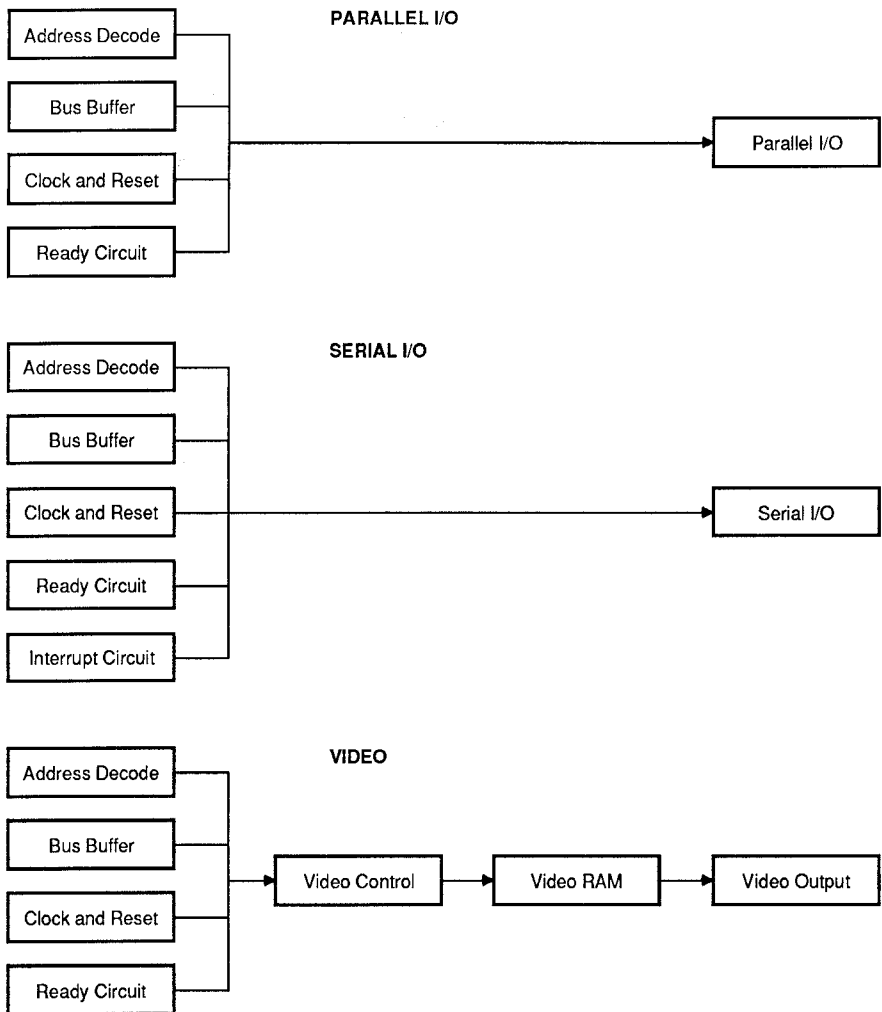 PARALLEL I/O
Address Decode
Bus Buffer
Clock and Reset
Ready Circuit
Parallel I/O
SERIAL I/O
Address Decode
Bus Buffer
Clock and Reset
Ready Circuit
Interrupt Circuit
Serial I/O
VIDEO
Address Decode
Bus Buffer
Clock and Reset
Ready Circuit
Video Control
Video RAM
Video Output